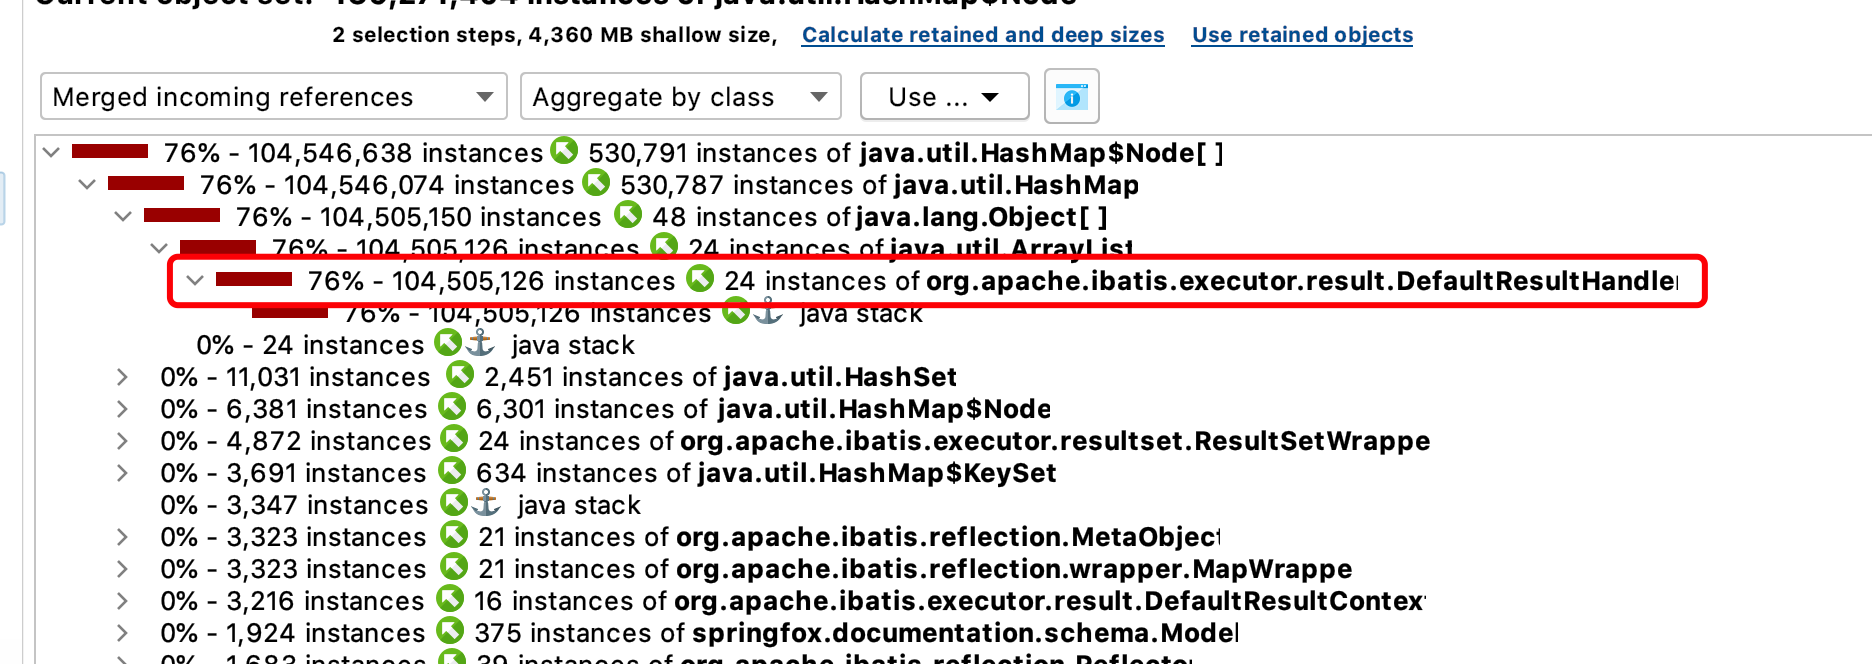 2 selection steps, 4,360 MB shallow size, Calculate retained and deep sizes Use retained objects
Merged incoming references Aggregate by class Use ...
76% - 104,546,638 instances 530,791 instances of java.util.HashMap$Node[ ]
76% - 104,546,074 instances 530,787 instances of java.util.HashMap
76% - 104,505,150 instances 48 instances of java.lang.Object[ ]
76% - 104,505,126 instances 24 instances of java.util.ArrayList
76% - 104,505,126 instances 24 instances of org.apache.ibatis.executor.result.DefaultResultHandler
76% - 104,505,126 instances java stack
0% - 24 instances java stack
0% - 11,031 instances 2,451 instances of java.util.HashSet
0% - 6,381 instances 6,301 instances of java.util.HashMap$Node
0% - 4,872 instances 24 instances of org.apache.ibatis.executor.resultset.ResultSetWrappe
0% - 3,691 instances 634 instances of java.util.HashMap$KeySet
0% - 3,347 instances java stack
0% - 3,323 instances 21 instances of org.apache.ibatis.reflection.MetaObject
0% - 3,323 instances 21 instances of org.apache.ibatis.reflection.wrapper.MapWrappe
0% - 3,216 instances 16 instances of org.apache.ibatis.executor.result.DefaultResultContext
0% - 1,924 instances 375 instances of springfox.documentation.schema.Model
0% - 1,683 instances 39 instances of org.apache.ibatis.reflection.Reflecto